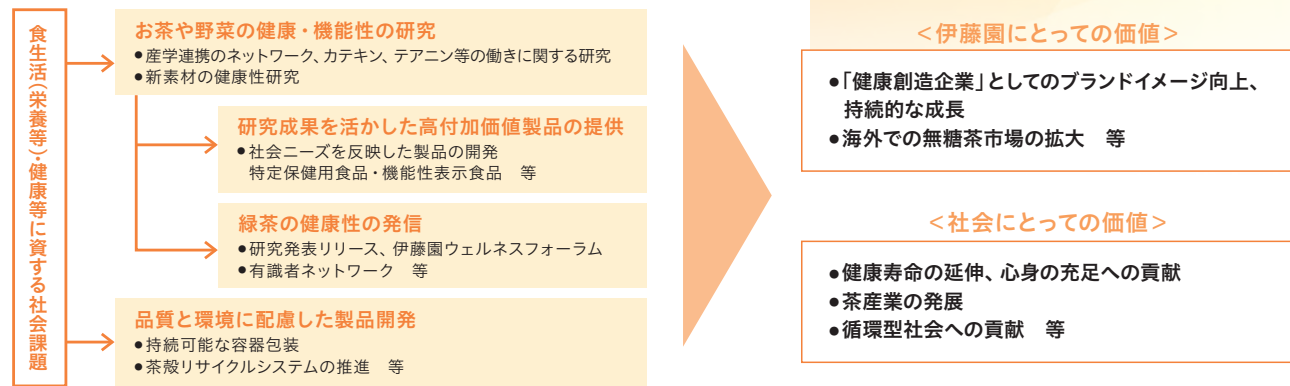 食生活(栄養等)・健康等に資する社会課題
お茶や野菜の健康・機能性の研究
●産学連携のネットワーク、カテキン、テアニン等の働きに関する研究
●新素材の健康性研究
研究成果を活かした高付加価値製品の提供
●社会ニーズを反映した製品の開発
特定保健用食品・機能性表示食品　等
緑茶の健康性の発信
●研究発表リリース、伊藤園ウェルネスフォーラム
●有識者ネットワーク　等
品質と環境に配慮した製品開発
●持続可能な容器包装
●茶殻リサイクルシステムの推進　等
＜伊藤園にとっての価値＞
●「健康創造企業」としてのブランドイメージ向上、
持続的な成長
●海外での無糖茶市場の拡大　等
＜社会にとっての価値＞
●健康寿命の延伸、心身の充足への貢献
●茶産業の発展
●循環型社会への貢献　等